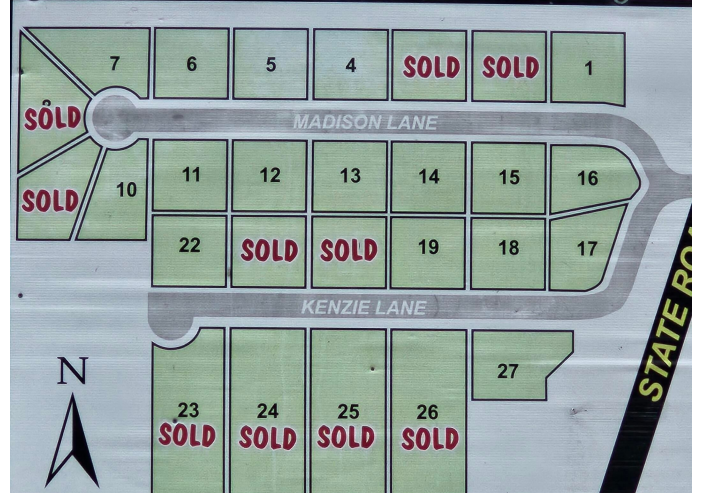 7
6
5
4
SOLD
SOLD
1
SOLD
MADISON LANE
SOLD
10
11
12
13
14
15
16
22
SOLD
SOLD
19
18
17
KENZIE LANE
STATE ROA
N
23
SOLD
24
SOLD
25
SOLD
26
SOLD
27